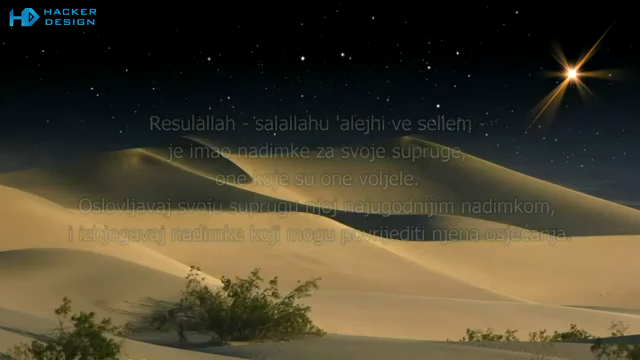 HACKER
DESIGN
Resulallah - salallahu 'alejhi ve sellem -
je imao nadimke za svoje supruge,
one koje su one voljele.
Oslovljavaj svoju suprugu njoj najugodnijim nadimkom,
i izbjegavaj nadimke koji mogu povrijediti njena osjećanja.